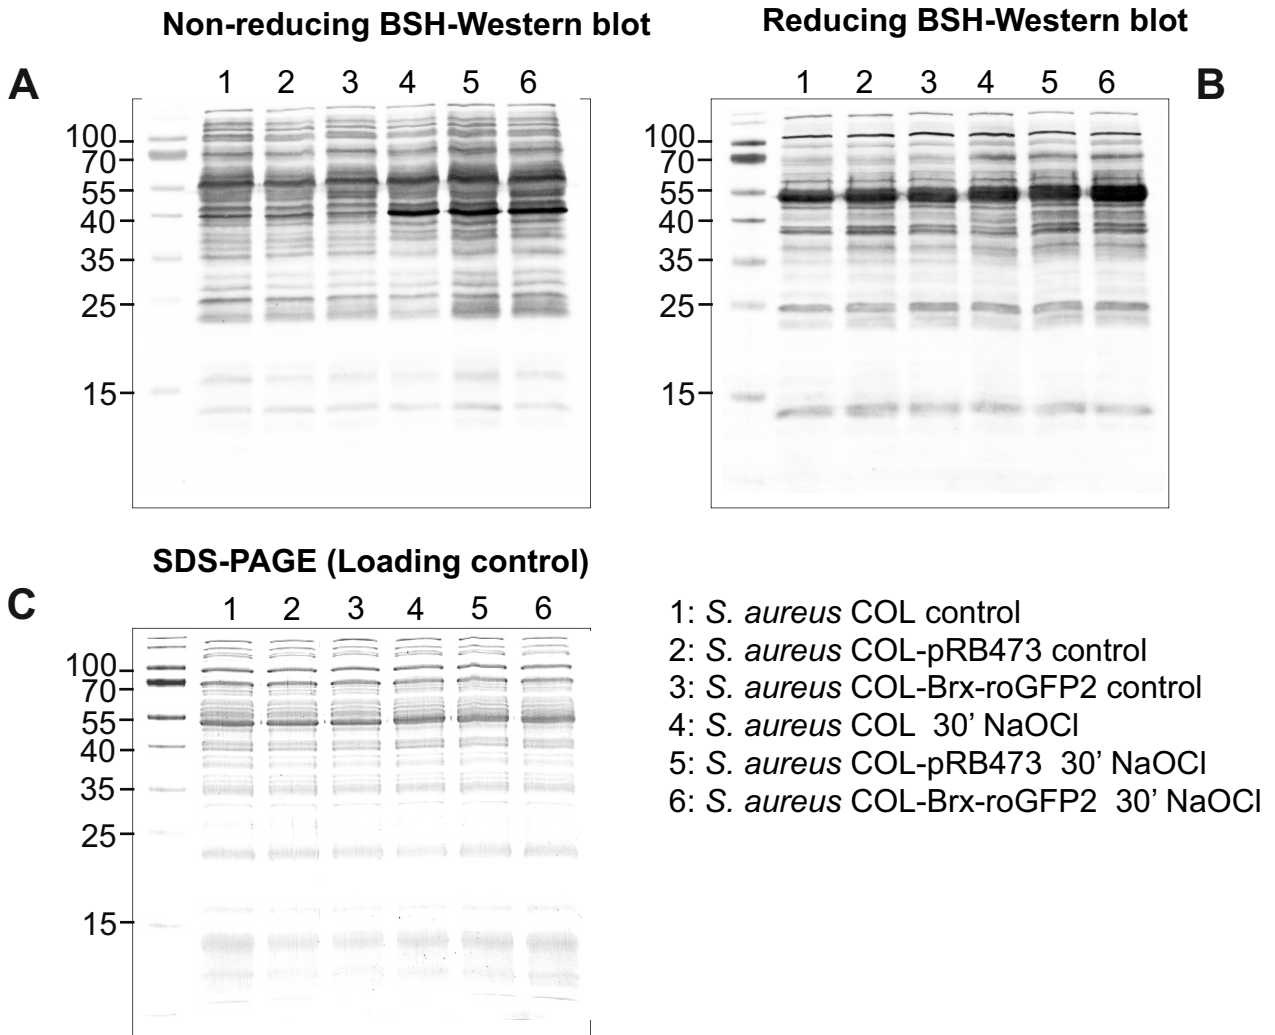 Non-reducing BSH-Western blot
A
1 2 3 4 5 6
100
70
55
40
35
25
15
Reducing BSH-Western blot
B
1 2 3 4 5 6
100
70
55
40
35
25
15
SDS-PAGE (Loading control)
C
1 2 3 4 5 6
100
70
55
40
35
25
15
1: S. aureus COL control
2: S. aureus COL-pRB473 control
3: S. aureus COL-Brx-roGFP2 control
4: S. aureus COL 30’ NaOCl
5: S. aureus COL-pRB473 30’ NaOCl
6: S. aureus COL-Brx-roGFP2 30’ NaOCl